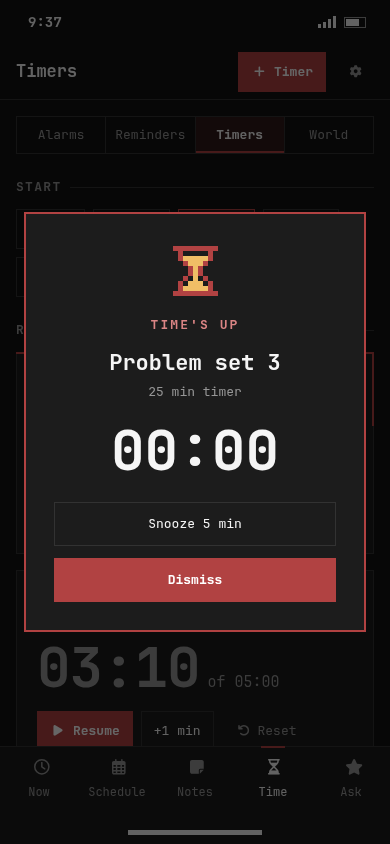 9:37
Timers
Timer
Alarms
Reminders
Timers
World
START
TIME'S UP
Problem set 3
25 min timer
00:00
Snooze 5 min
Dismiss
03:10 of 05:00
Resume
+1 min
Reset
Now
Schedule
Notes
Time
Ask